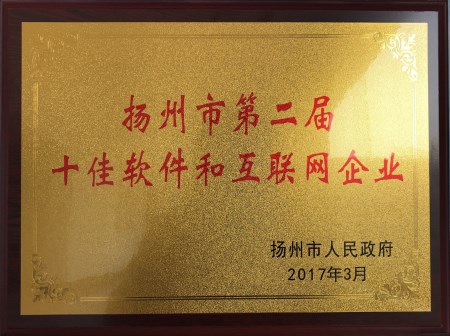 扬州市第二届
十佳软件和互联网企业
扬州市人民政府
2017年3月